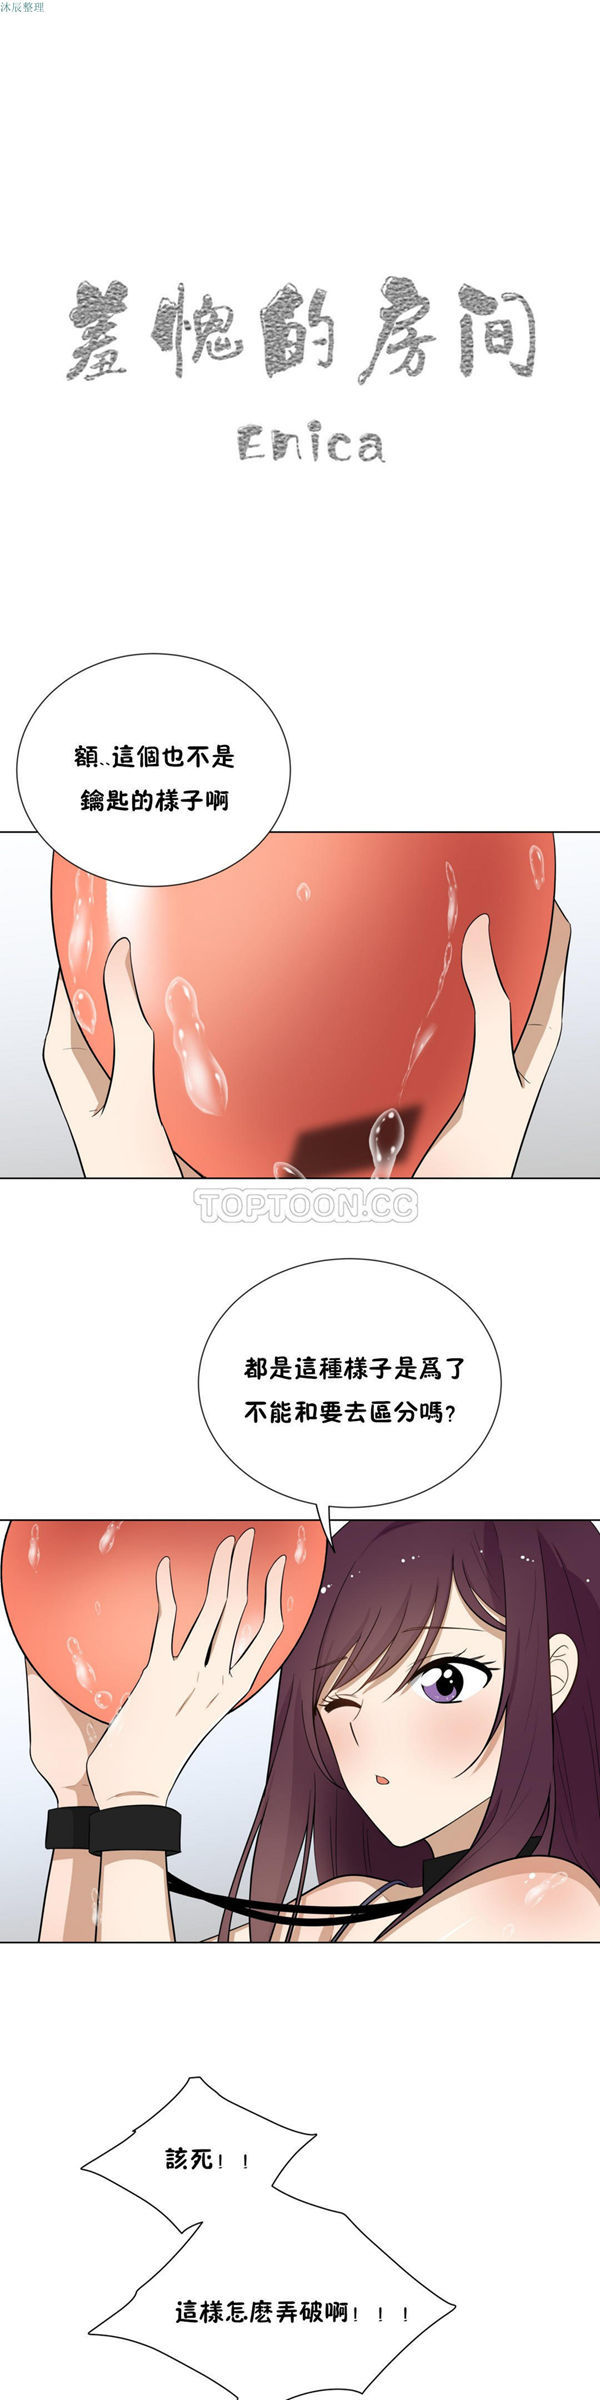 沐辰整理
羞愧的房间
Enica
額、、這個也不是
鑰匙的樣子啊
TOPTOON.CC
都是這種樣子是爲了
不能和要去區分嗎?
該死！！
這樣怎麽弄破啊！！！